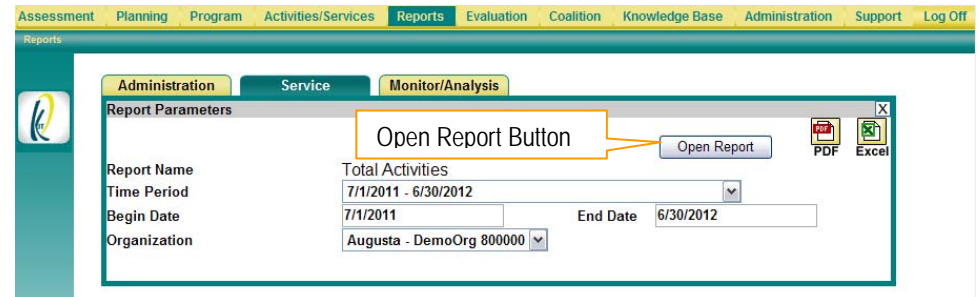 Assessment Planning Program Activities/Services Reports Evaluation Coalition Knowledge Base Administration Support Log Off
Reports
Administration Service Monitor/Analysis
Report Parameters X
Open Report Button
Open Report
PDF Excel
Report Name Total Activities
Time Period 7/1/2011 - 6/30/2012
Begin Date 7/1/2011 End Date 6/30/2012
Organization Augusta - DemoOrg 800000